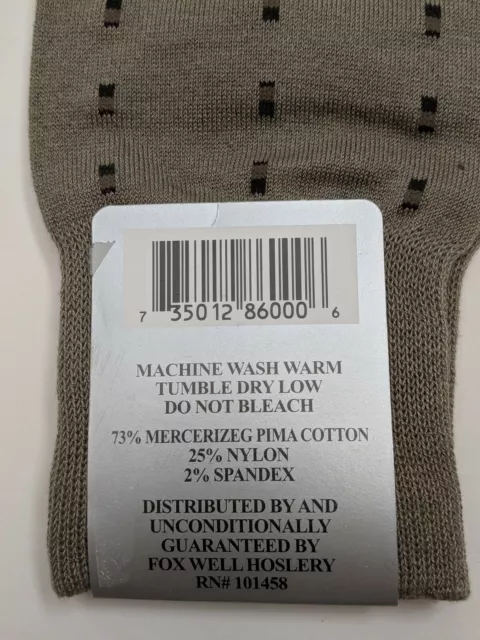 7 35012 86000 6
MACHINE WASH WARM
TUMBLE DRY LOW
DO NOT BLEACH
73% MERCERIZEG PIMA COTTON
25% NYLON
2% SPANDEX
DISTRIBUTED BY AND
UNCONDITIONALLY
GUARANTEED BY
FOX WELL HOSLERY
RN# 101458